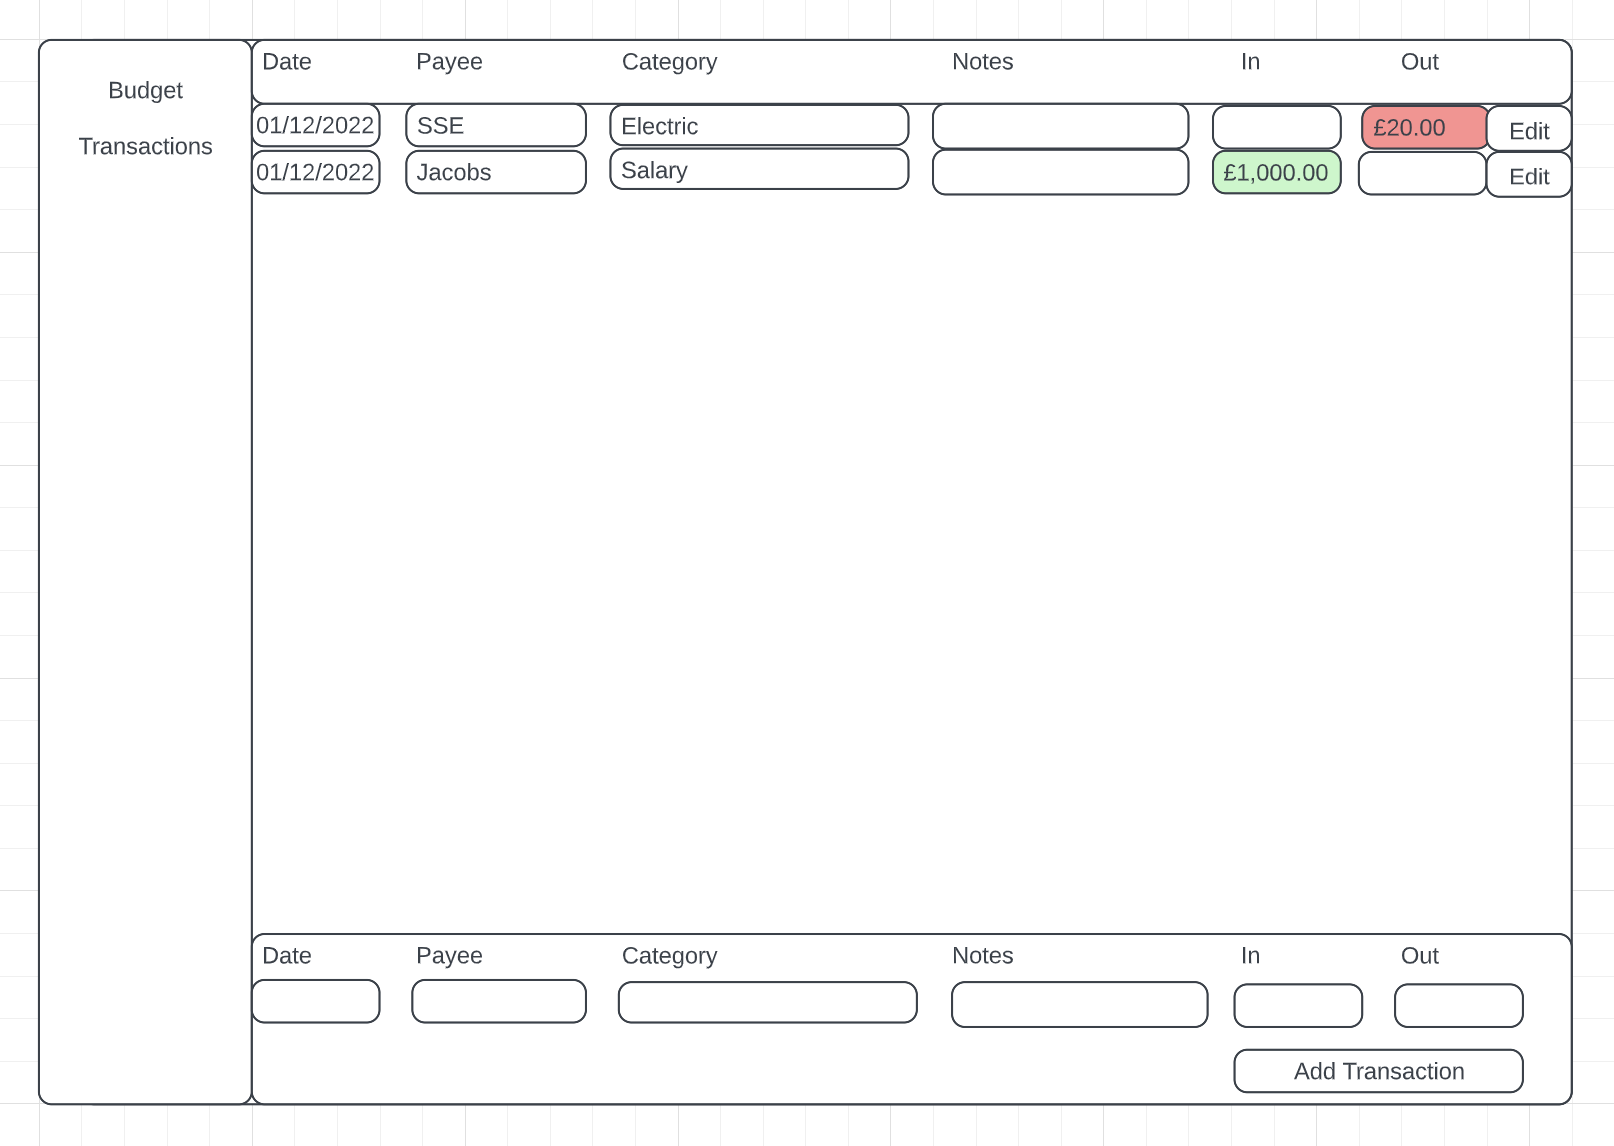 Budget
Transactions
Date Payee Category Notes In Out
01/12/2022 SSE Electric £20.00 Edit
01/12/2022 Jacobs Salary £1,000.00 Edit
Date Payee Category Notes In Out
Add Transaction